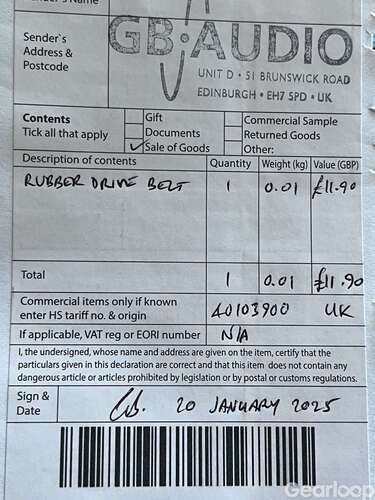 Sender's Name
GB AUDIO
Sender's
Address &
Postcode
UNIT D • 51 BRUNSWICK ROAD
EDINBURGH • EH7 5PD • UK
Contents
Tick all that apply
Gift
Documents
Sale of Goods
Commercial Sample
Returned Goods
Other:
Description of contents Quantity Weight (kg) Value (GBP)
RUBBER DRIVE BELT 1 0.01 £11.90
Total 1 0.01 £11.90
Commercial items only if known
enter HS tariff no. & origin
40103900 UK
If applicable, VAT reg or EORI number N/A
I, the undersigned, whose name and address are given on the item, certify that the
particulars given in this declaration are correct and that this item does not contain any
dangerous article or articles prohibited by legislation or by postal or customs regulations.
Sign &
Date
20 JANUARY 2025
Gearloop